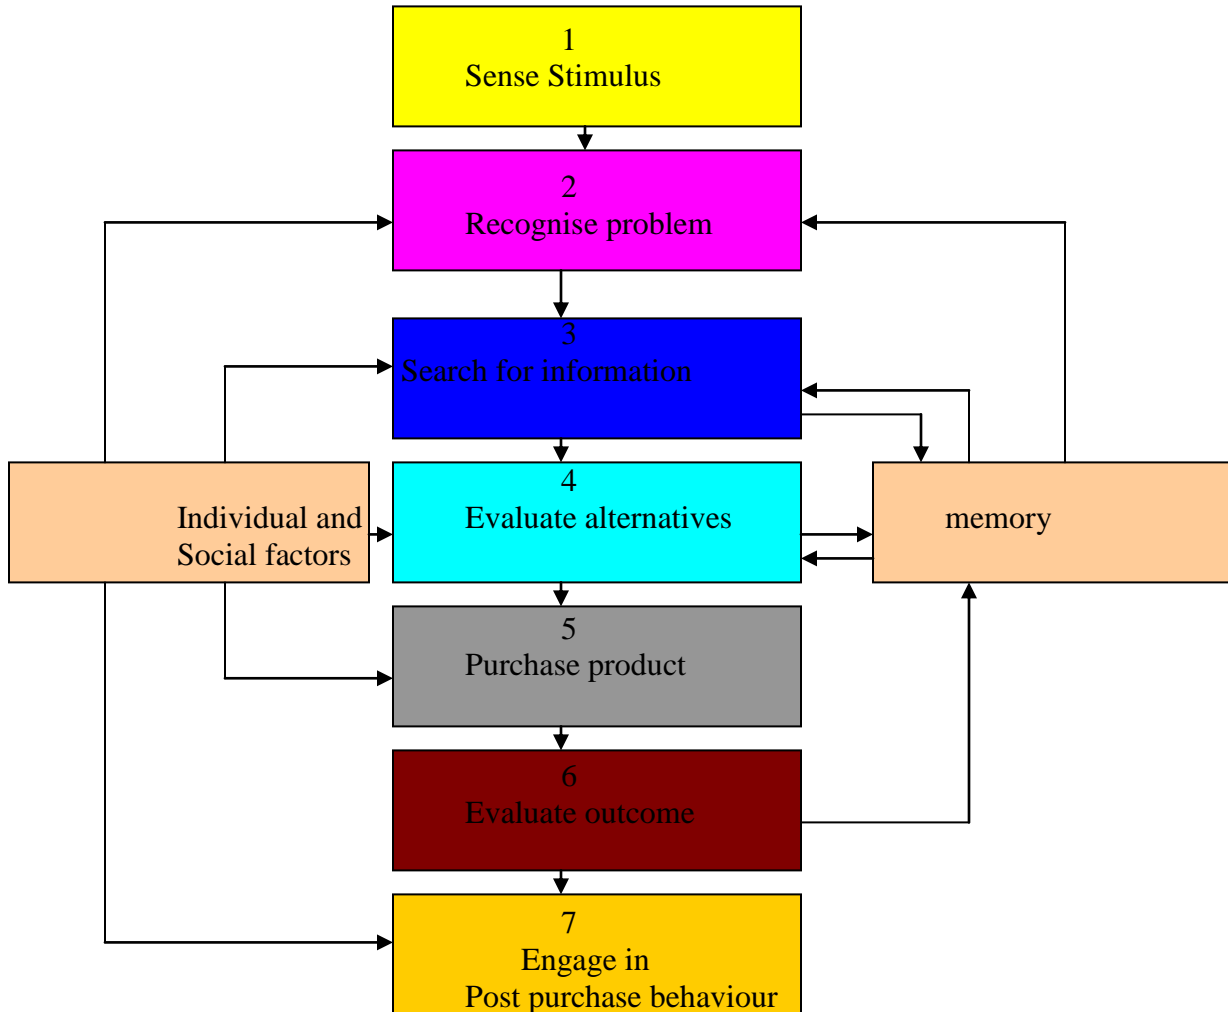 1
Sense Stimulus
2
Recognise problem
3
Search for information
4
Evaluate alternatives
Individual and
Social factors
memory
5
Purchase product
6
Evaluate outcome
7
Engage in
Post purchase behaviour